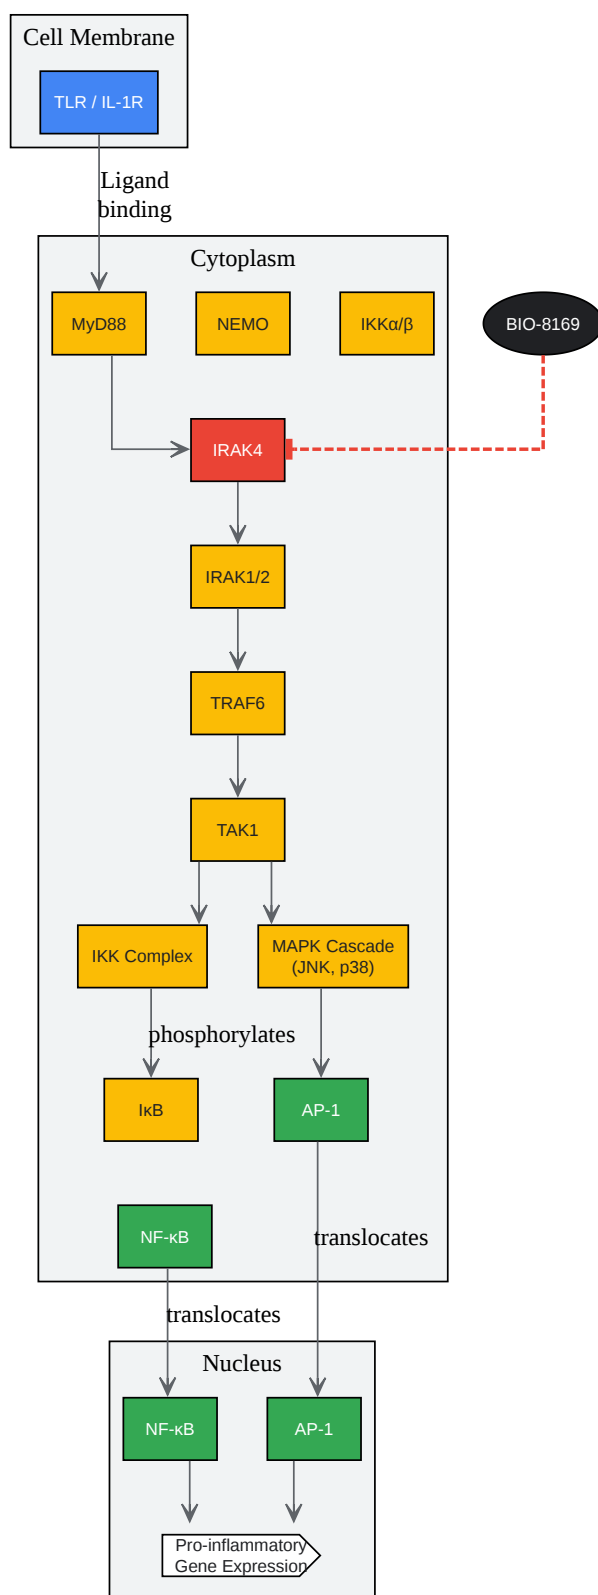 Cell Membrane
TLR / IL-1R
Ligand
binding
Cytoplasm
MyD88
NEMO
IKKα/β
BIO-8169
IRAK4
IRAK1/2
TRAF6
TAK1
IKK Complex
MAPK Cascade
(JNK, p38)
phosphorylates
IκB
AP-1
NF-κB
translocates
translocates
Nucleus
NF-κB
AP-1
Pro-inflammatory
Gene Expression